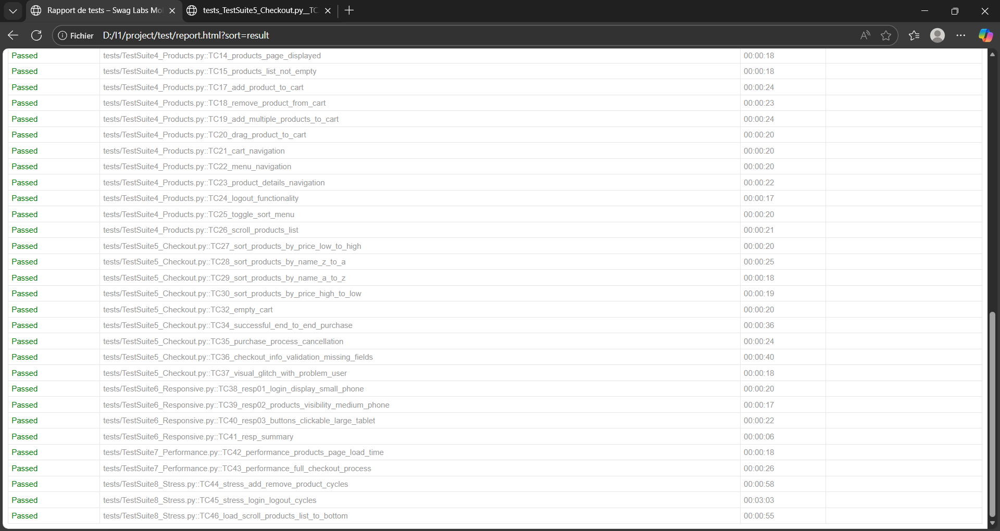 Rapport de tests – Swag Labs Mo
tests_TestSuite5_Checkout.py__TC
Fichier D:/I1/project/test/report.html?sort=result
Passed tests/TestSuite4_Products.py::TC14_products_page_displayed 00:00:18
Passed tests/TestSuite4_Products.py::TC15_products_list_not_empty 00:00:18
Passed tests/TestSuite4_Products.py::TC17_add_product_to_cart 00:00:24
Passed tests/TestSuite4_Products.py::TC18_remove_product_from_cart 00:00:23
Passed tests/TestSuite4_Products.py::TC19_add_multiple_products_to_cart 00:00:24
Passed tests/TestSuite4_Products.py::TC20_drag_product_to_cart 00:00:20
Passed tests/TestSuite4_Products.py::TC21_cart_navigation 00:00:20
Passed tests/TestSuite4_Products.py::TC22_menu_navigation 00:00:20
Passed tests/TestSuite4_Products.py::TC23_product_details_navigation 00:00:22
Passed tests/TestSuite4_Products.py::TC24_logout_functionality 00:00:17
Passed tests/TestSuite4_Products.py::TC25_toggle_sort_menu 00:00:20
Passed tests/TestSuite4_Products.py::TC26_scroll_products_list 00:00:21
Passed tests/TestSuite5_Checkout.py::TC27_sort_products_by_price_low_to_high 00:00:20
Passed tests/TestSuite5_Checkout.py::TC28_sort_products_by_name_z_to_a 00:00:25
Passed tests/TestSuite5_Checkout.py::TC29_sort_products_by_name_a_to_z 00:00:18
Passed tests/TestSuite5_Checkout.py::TC30_sort_products_by_price_high_to_low 00:00:19
Passed tests/TestSuite5_Checkout.py::TC32_empty_cart 00:00:20
Passed tests/TestSuite5_Checkout.py::TC34_successful_end_to_end_purchase 00:00:36
Passed tests/TestSuite5_Checkout.py::TC35_purchase_process_cancellation 00:00:24
Passed tests/TestSuite5_Checkout.py::TC36_checkout_info_validation_missing_fields 00:00:40
Passed tests/TestSuite5_Checkout.py::TC37_visual_glitch_with_problem_user 00:00:18
Passed tests/TestSuite6_Responsive.py::TC38_resp01_login_display_small_phone 00:00:20
Passed tests/TestSuite6_Responsive.py::TC39_resp02_products_visibility_medium_phone 00:00:17
Passed tests/TestSuite6_Responsive.py::TC40_resp03_buttons_clickable_large_tablet 00:00:22
Passed tests/TestSuite6_Responsive.py::TC41_resp_summary 00:00:06
Passed tests/TestSuite7_Performance.py::TC42_performance_products_page_load_time 00:00:18
Passed tests/TestSuite7_Performance.py::TC43_performance_full_checkout_process 00:00:26
Passed tests/TestSuite8_Stress.py::TC44_stress_add_remove_product_cycles 00:00:58
Passed tests/TestSuite8_Stress.py::TC45_stress_login_logout_cycles 00:03:03
Passed tests/TestSuite8_Stress.py::TC46_load_scroll_products_list_to_bottom 00:00:55